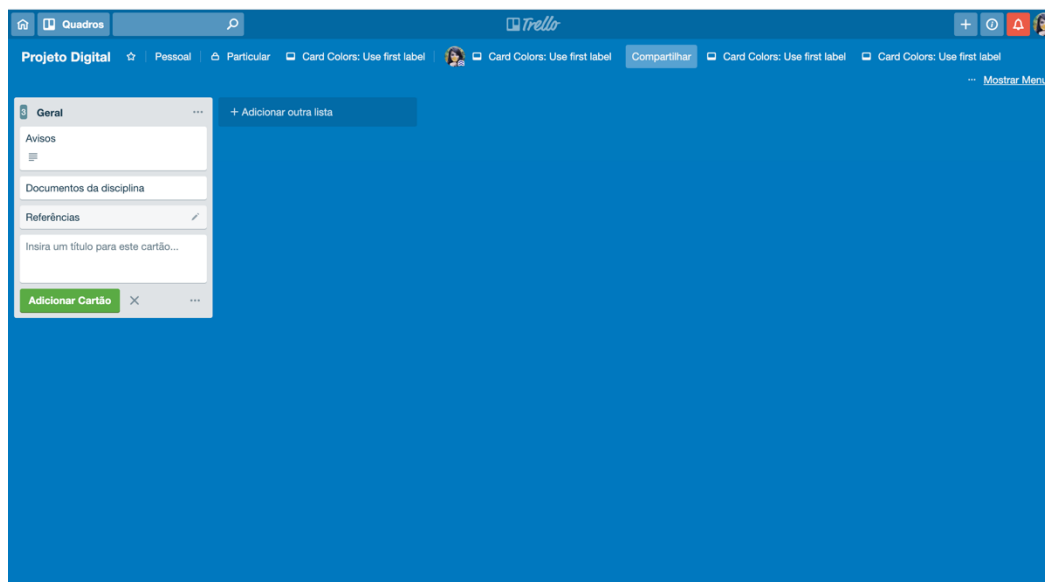 Quadros
Trello
Projeto Digital Pessoal Particular Card Colors: Use first label Card Colors: Use first label Compartilhar Card Colors: Use first label Card Colors: Use first label
... Mostrar Menu
3 Geral ...
+ Adicionar outra lista
Avisos
Documentos da disciplina
Referências
Insira um título para este cartão...
Adicionar Cartão ...